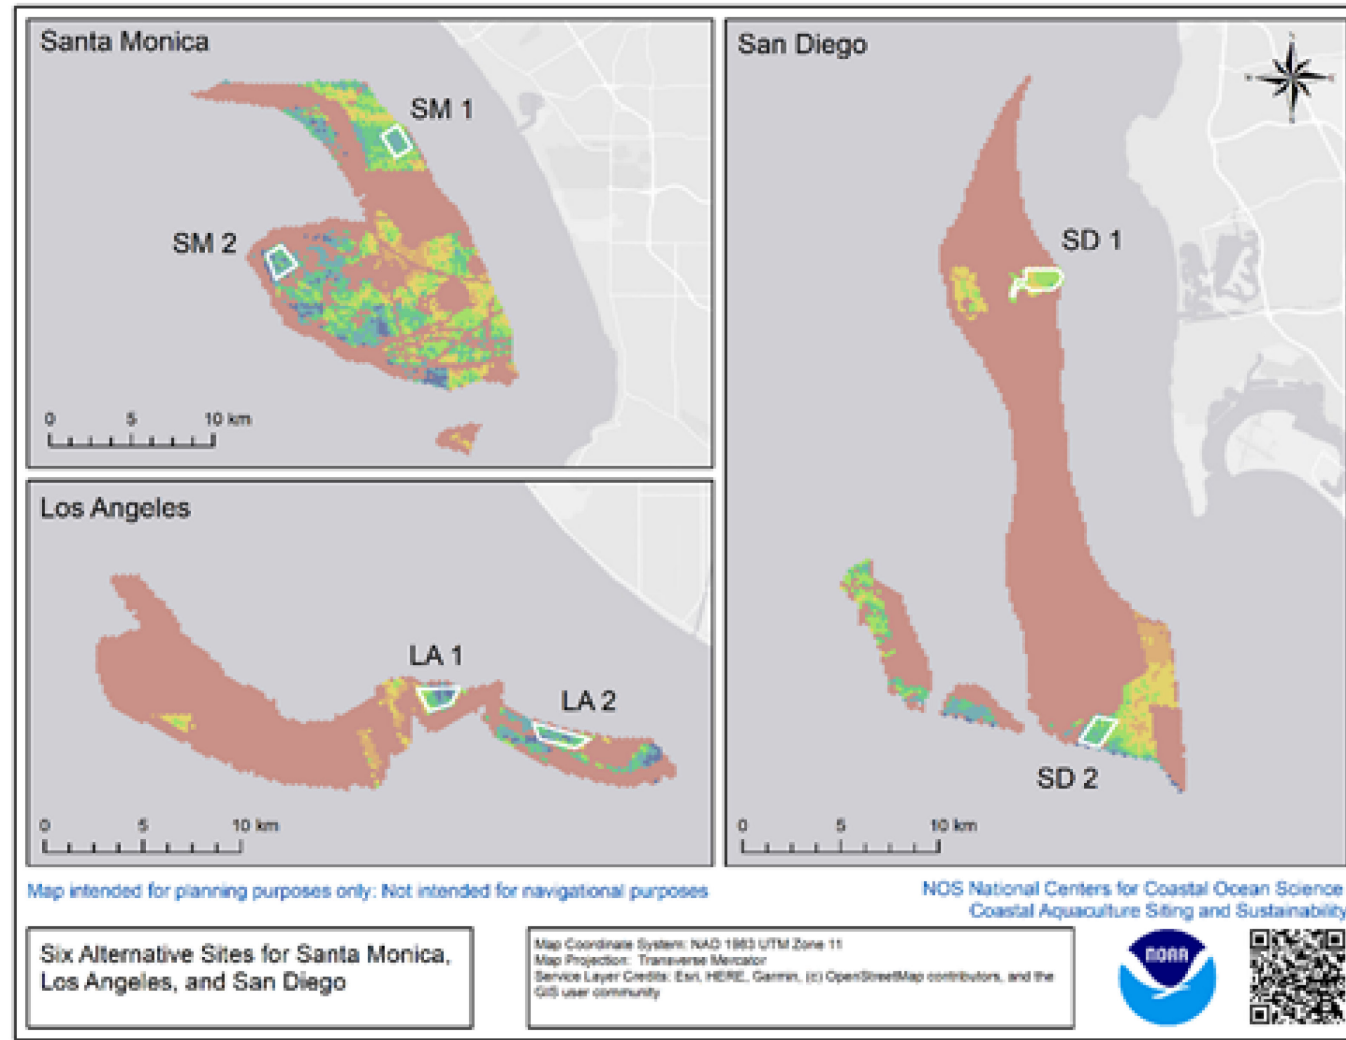 Santa Monica
SM 1
SM 2
0 5 10 km
Los Angeles
LA 1
LA 2
0 5 10 km
San Diego
SD 1
SD 2
0 5 10 km
Map intended for planning purposes only: Not intended for navigational purposes
NOS National Centers for Coastal Ocean Science
Coastal Aquaculture Siting and Sustainability
Six Alternative Sites for Santa Monica,
Los Angeles, and San Diego
Map Coordinate System: NAD 1983 UTM Zone 11
Map Projection: Transverse Mercator
Service Layer Credits: Esri, HERE, Garmin, (c) OpenStreetMap contributors, and the
GIS user community
NOAA